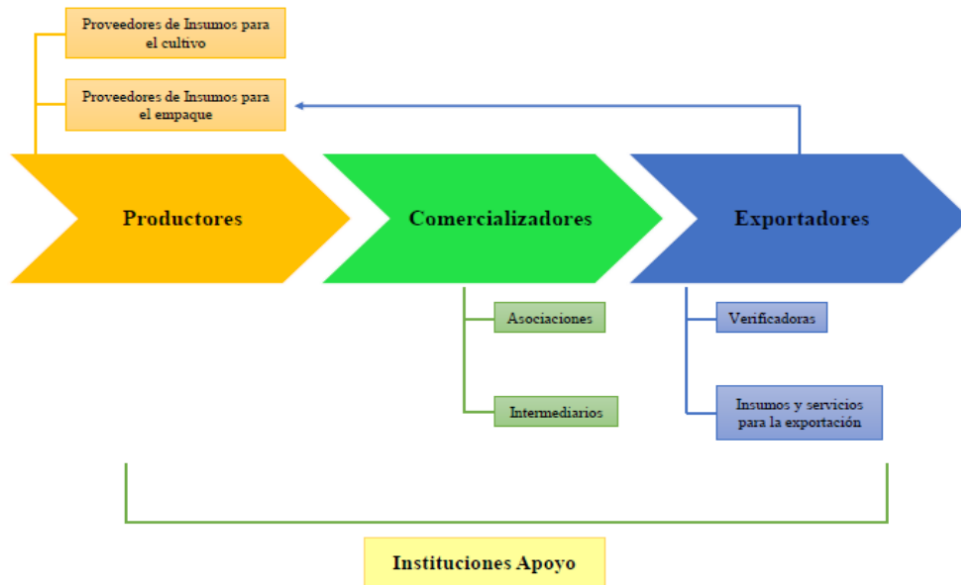 Proveedores de Insumos para
el cultivo
Proveedores de Insumos para
el empaque
Productores
Comercializadores
Exportadores
Asociaciones
Verificadoras
Intermediarios
Insumos y servicios
para la exportación
Instituciones Apoyo